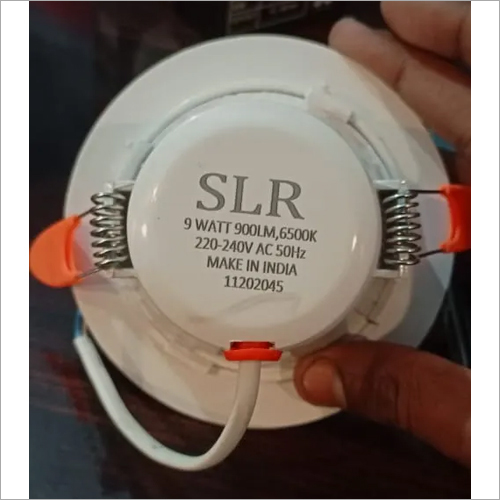 SLR
9 WATT 900LM,6500K
220-240V AC 50Hz
MAKE IN INDIA
11202045